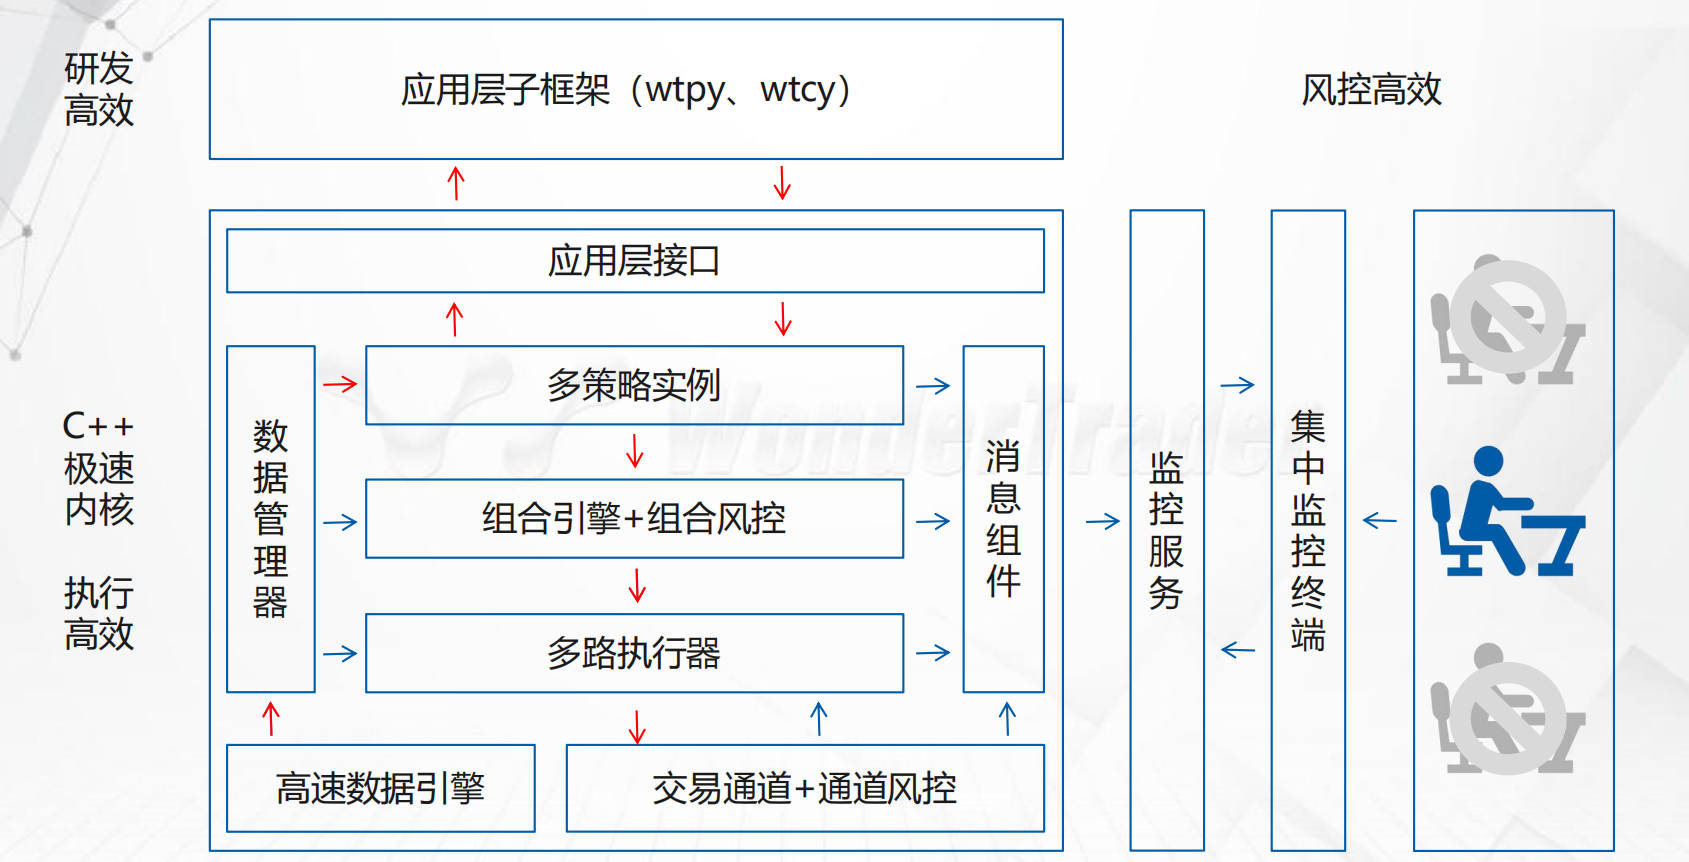 研发
高效
应用层子框架（wtpy、wtcy）
风控高效
应用层接口
C++
极速
内核
执行
高效
数据管理器
多策略实例
组合引擎+组合风控
多路执行器
消息组件
监控服务
集中监控终端
高速数据引擎
交易通道+通道风控
WonderTrader